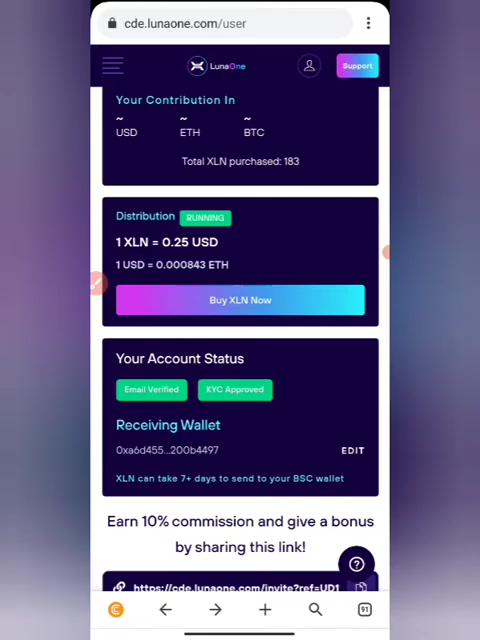 cde.lunaone.com/user
LunaOne
Support
Your Contribution In
~ ~ ~
USD ETH BTC
Total XLN purchased: 183
Distribution RUNNING
1 XLN = 0.25 USD
1 USD = 0.000843 ETH
Buy XLN Now
Your Account Status
Email Verified KYC Approved
Receiving Wallet
0xa6d455...200b4497 EDIT
XLN can take 7+ days to send to your BSC wallet
Earn 10% commission and give a bonus
by sharing this link!
https://cde.lunaone.com/invite?ref=UD1
91